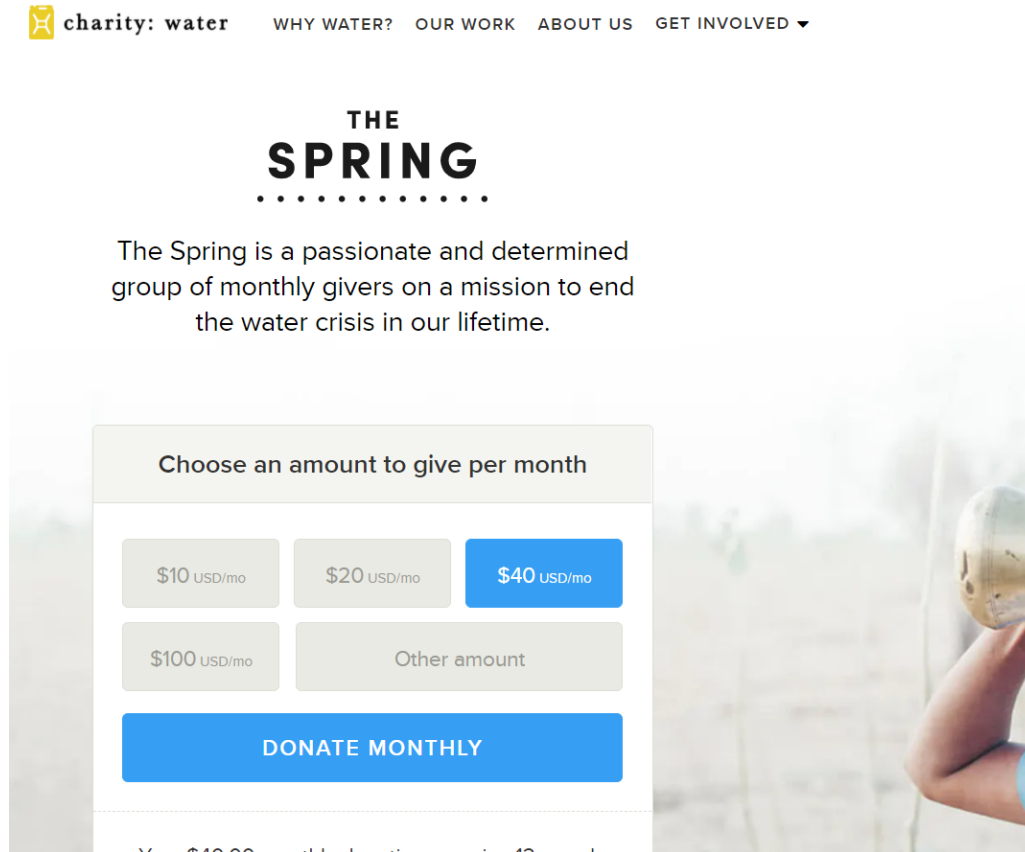 charity: water WHY WATER? OUR WORK ABOUT US GET INVOLVED
THE
SPRING
The Spring is a passionate and determined
group of monthly givers on a mission to end
the water crisis in our lifetime.
Choose an amount to give per month
$10 USD/mo $20 USD/mo $40 USD/mo
$100 USD/mo Other amount
DONATE MONTHLY